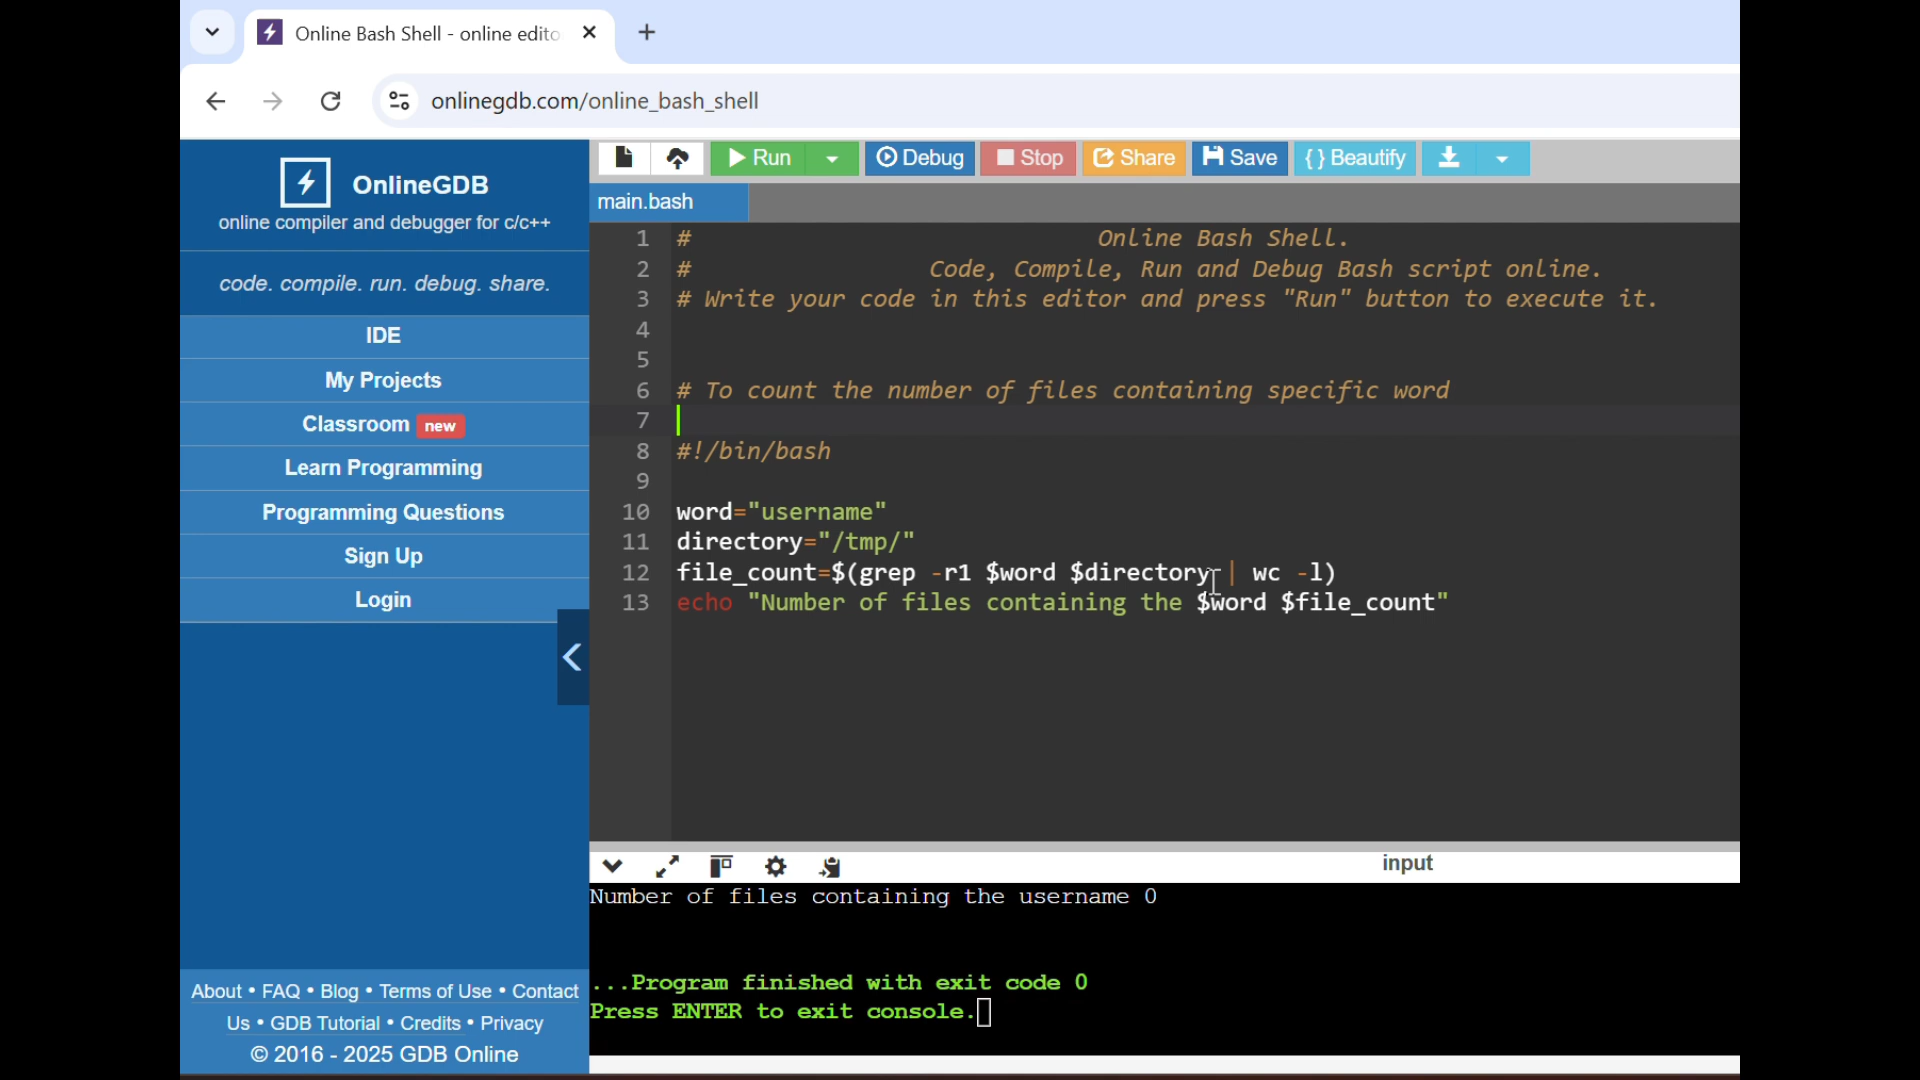 Online Bash Shell - online edito
onlinegdb.com/online_bash_shell
OnlineGDB
online compiler and debugger for c/c++
code. compile. run. debug. share.
IDE
My Projects
Classroom new
Learn Programming
Programming Questions
Sign Up
Login
About • FAQ • Blog • Terms of Use • Contact
Us • GDB Tutorial • Credits • Privacy
© 2016 - 2025 GDB Online
Run Debug Stop Share Save {} Beautify
main.bash
1 # Online Bash Shell.
2 # Code, Compile, Run and Debug Bash script online.
3 # Write your code in this editor and press "Run" button to execute it.
4
5
6 # To count the number of files containing specific word
7
8 #!/bin/bash
9
10 word="username"
11 directory="/tmp/"
12 file_count=$(grep -r1 $word $directory | wc -l)
13 echo "Number of files containing the $word $file_count"
input
Number of files containing the username 0
...Program finished with exit code 0
Press ENTER to exit console.